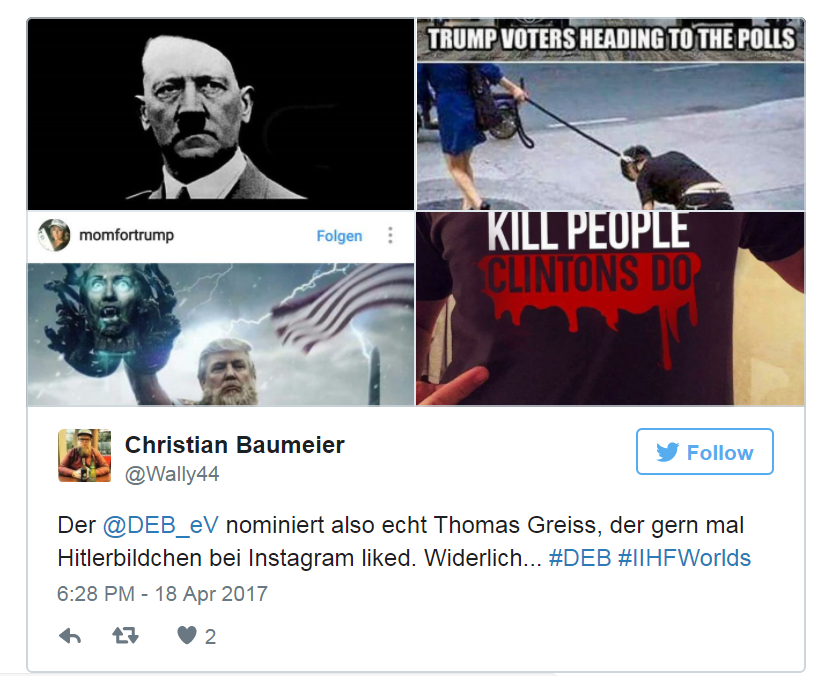 TRUMP VOTERS HEADING TO THE POLLS
momfortrump
Folgen
KILL PEOPLE
CLINTONS DO
Christian Baumeier
@Wally44
Follow
Der @DEB_eV nominiert also echt Thomas Greiss, der gern mal
Hitlerbildchen bei Instagram liked. Widerlich... #DEB #IIHFWorlds
6:28 PM - 18 Apr 2017
2